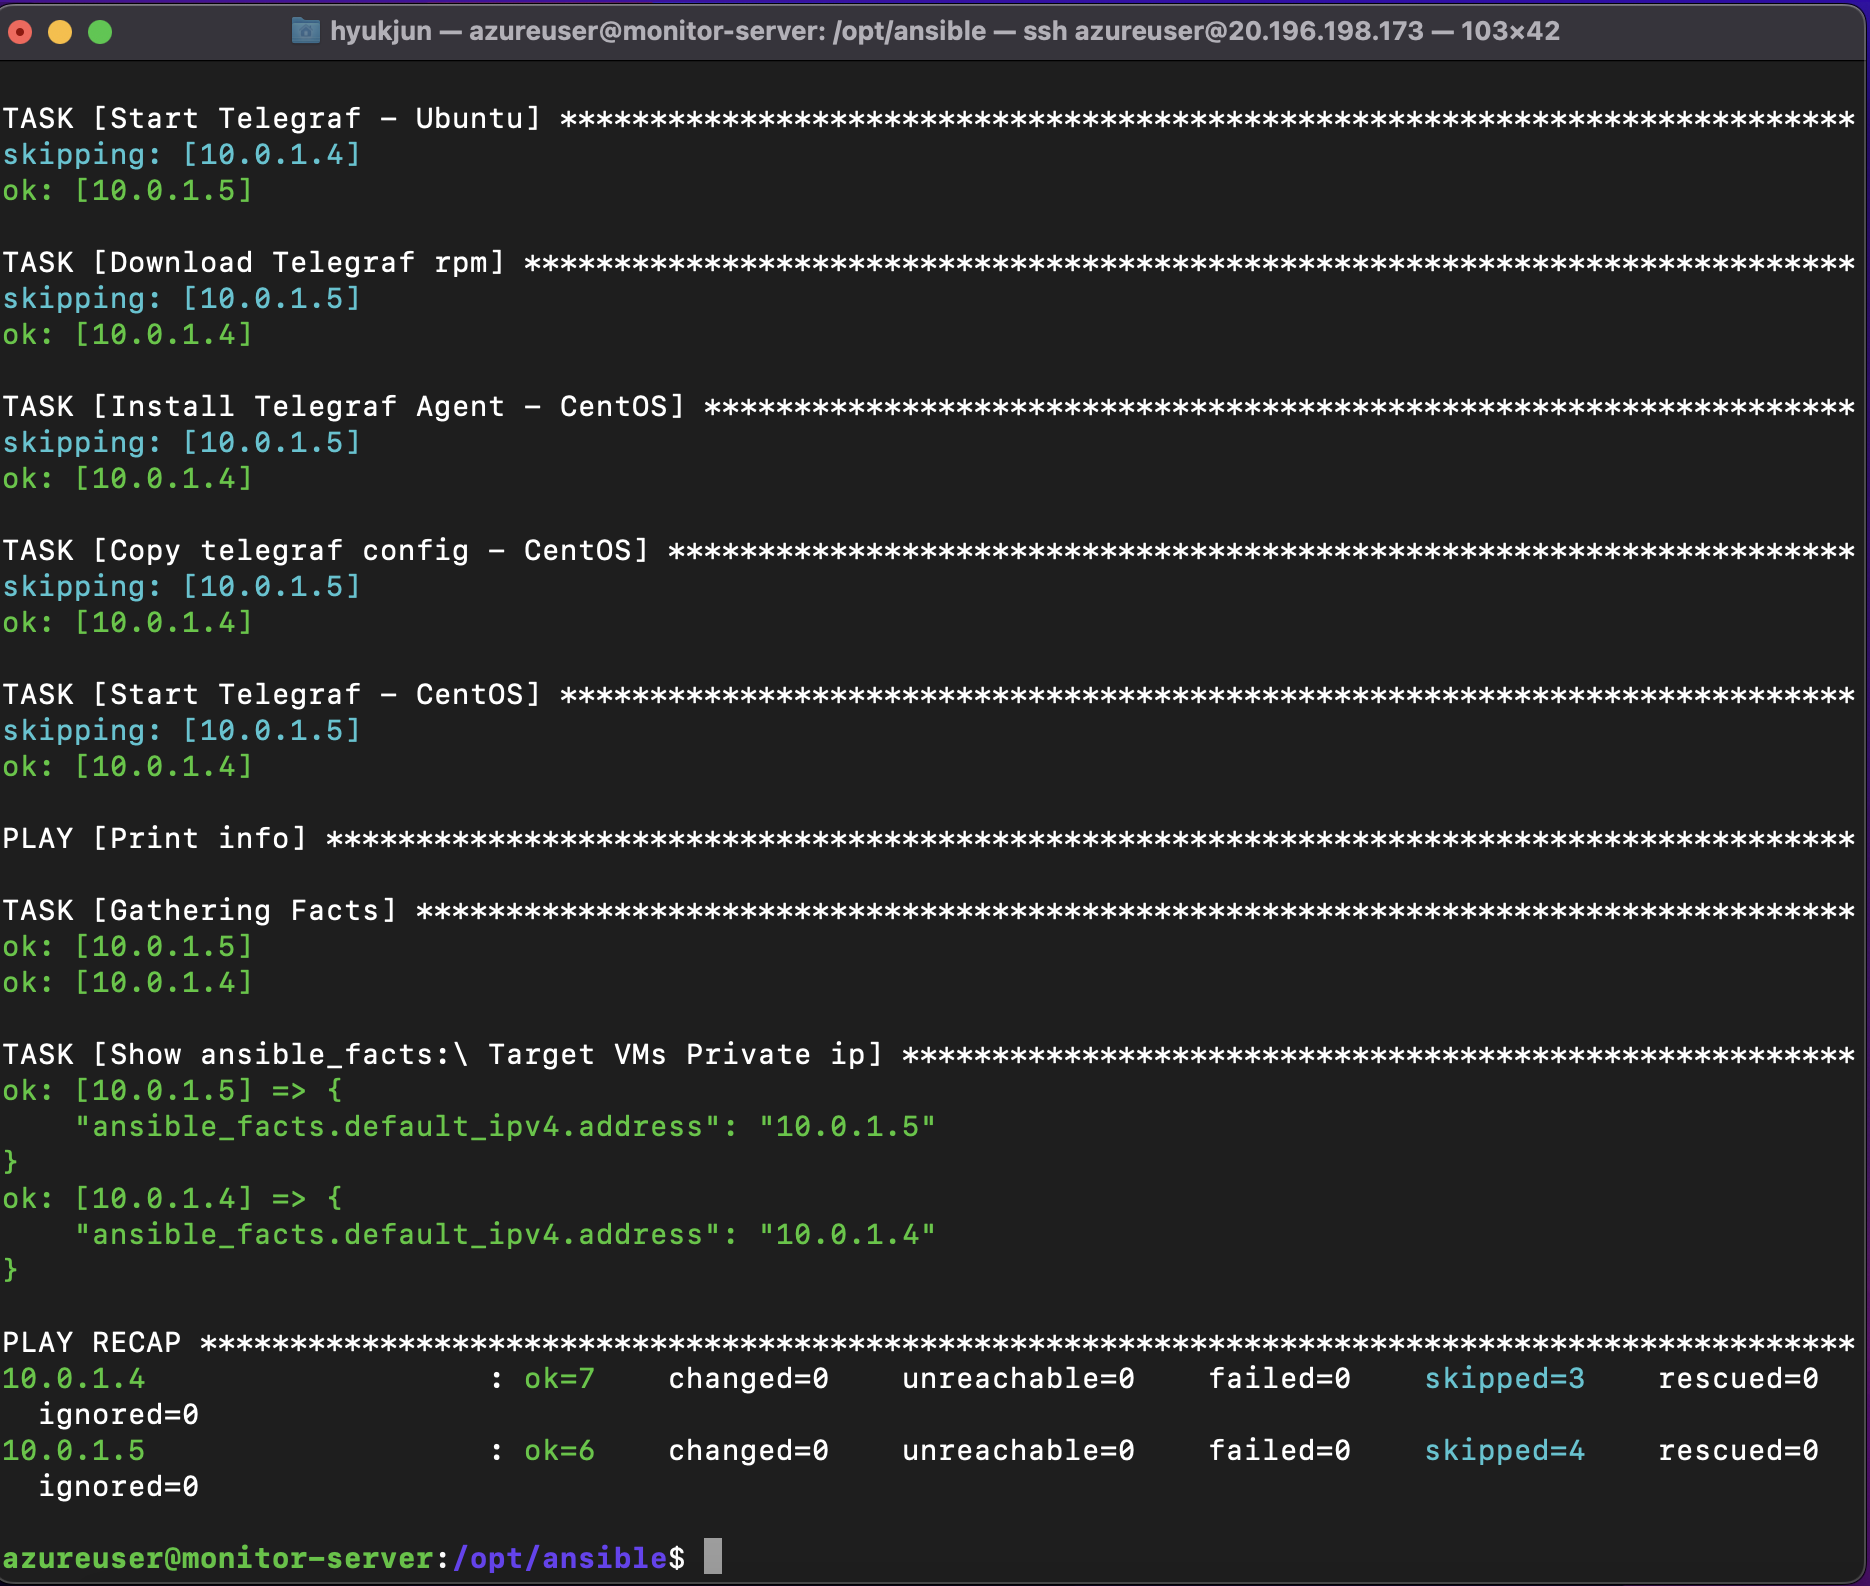 hyukjun — azureuser@monitor-server: /opt/ansible — ssh azureuser@20.196.198.173 — 103×42
TASK [Start Telegraf - Ubuntu] ************************************************************************
skipping: [10.0.1.4]
ok: [10.0.1.5]
TASK [Download Telegraf rpm] **************************************************************************
skipping: [10.0.1.5]
ok: [10.0.1.4]
TASK [Install Telegraf Agent - CentOS] ****************************************************************
skipping: [10.0.1.5]
ok: [10.0.1.4]
TASK [Copy telegraf config - CentOS] ******************************************************************
skipping: [10.0.1.5]
ok: [10.0.1.4]
TASK [Start Telegraf - CentOS] ************************************************************************
skipping: [10.0.1.5]
ok: [10.0.1.4]
PLAY [Print info] *************************************************************************************
TASK [Gathering Facts] ********************************************************************************
ok: [10.0.1.5]
ok: [10.0.1.4]
TASK [Show ansible_facts:\ Target VMs Private ip] *****************************************************
ok: [10.0.1.5] => {
    "ansible_facts.default_ipv4.address": "10.0.1.5"
}
ok: [10.0.1.4] => {
    "ansible_facts.default_ipv4.address": "10.0.1.4"
}
PLAY RECAP ********************************************************************************************
10.0.1.4                   : ok=7    changed=0    unreachable=0    failed=0    skipped=3    rescued=0
  ignored=0
10.0.1.5                   : ok=6    changed=0    unreachable=0    failed=0    skipped=4    rescued=0
  ignored=0
azureuser@monitor-server:/opt/ansible$